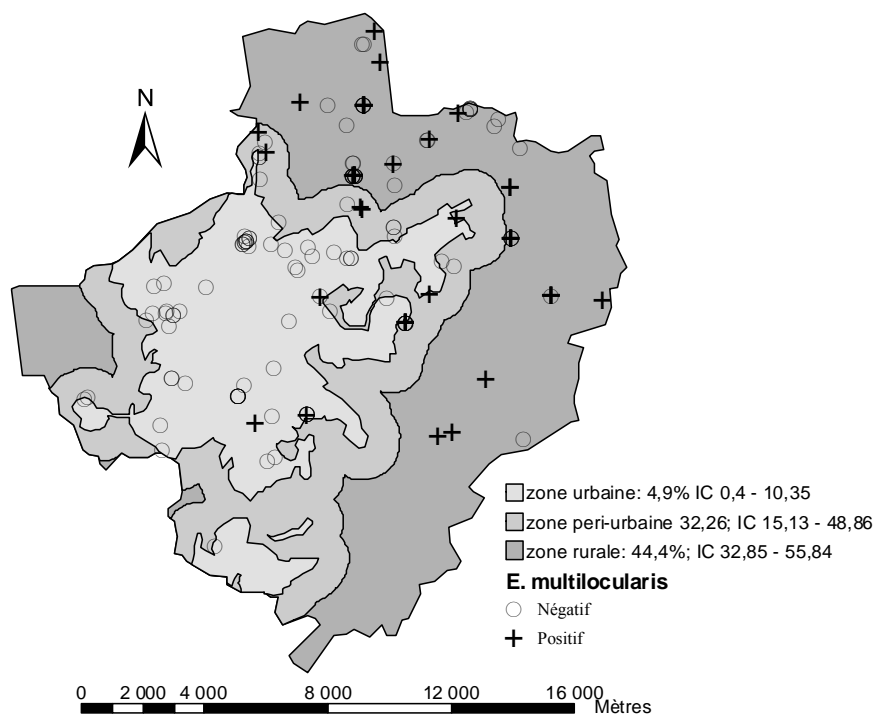 N
zone urbaine: 4,9% IC 0,4 - 10,35
zone peri-urbaine 32,26; IC 15,13 - 48,86
zone rurale: 44,4%; IC 32,85 - 55,84
E. multilocularis
Négatif
Positif
0 2 000 4 000 8 000 12 000 16 000
Mètres